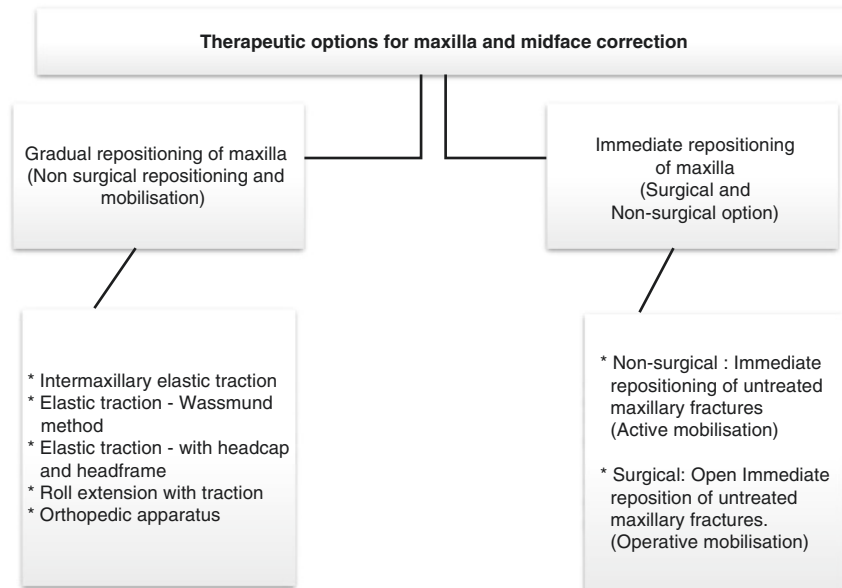 Therapeutic options for maxilla and midface correction
Gradual repositioning of maxilla
(Non surgical repositioning and
mobilisation)
Immediate repositioning
of maxilla
(Surgical and
Non-surgical option)
* Intermaxillary elastic traction
* Elastic traction - Wassmund
method
* Elastic traction - with headcap
and headframe
* Roll extension with traction
* Orthopedic apparatus
* Non-surgical : Immediate
repositioning of untreated
maxillary fractures
(Active mobilisation)
* Surgical: Open Immediate
reposition of untreated
maxillary fractures.
(Operative mobilisation)